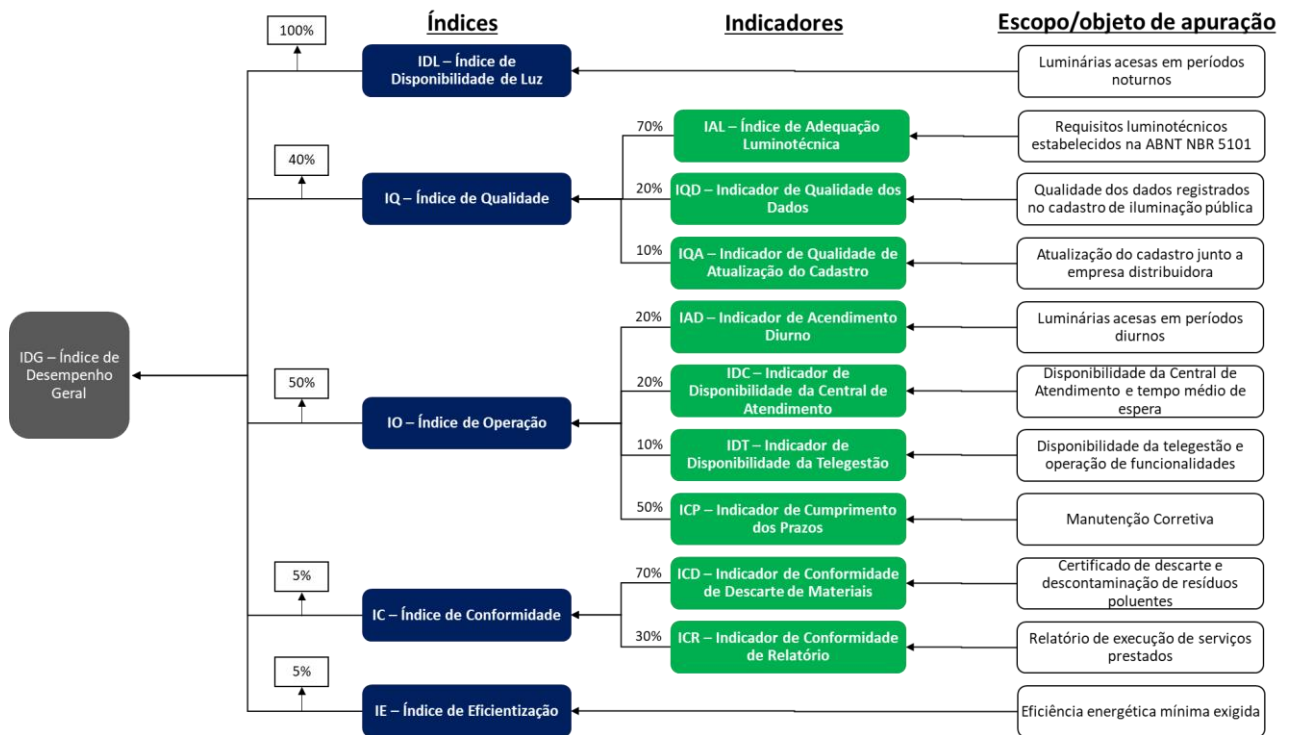 Índices
Indicadores
Escopo/objeto de apuração
100%
IDL – Índice de
Disponibilidade de Luz
Luminárias acesas em períodos
noturnos
40%
IQ – Índice de Qualidade
70%
IAL – Índice de Adequação
Luminotécnica
Requisitos luminotécnicos
estabelecidos na ABNT NBR 5101
20%
IQD – Indicador de Qualidade dos
Dados
Qualidade dos dados registrados
no cadastro de iluminação pública
10%
IQA – Indicador de Qualidade de
Atualização do Cadastro
Atualização do cadastro junto a
empresa distribuidora
IDG – Índice de
Desempenho
Geral
50%
IO – Índice de Operação
20%
IAD – Indicador de Acendimento
Diurno
Luminárias acesas em períodos
diurnos
20%
IDC – Indicador de
Disponibilidade da Central de
Atendimento
Disponibilidade da Central de
Atendimento e tempo médio de
espera
10%
IDT – Indicador de
Disponibilidade da Telegestão
Disponibilidade da telegestão e
operação de funcionalidades
50%
ICP – Indicador de Cumprimento
dos Prazos
Manutenção Corretiva
5%
IC – Índice de Conformidade
70%
ICD – Indicador de Conformidade
de Descarte de Materiais
Certificado de descarte e
descontaminação de resíduos
poluentes
30%
ICR – Indicador de Conformidade
de Relatório
Relatório de execução de serviços
prestados
5%
IE – Índice de Eficientização
Eficiência energética mínima exigida